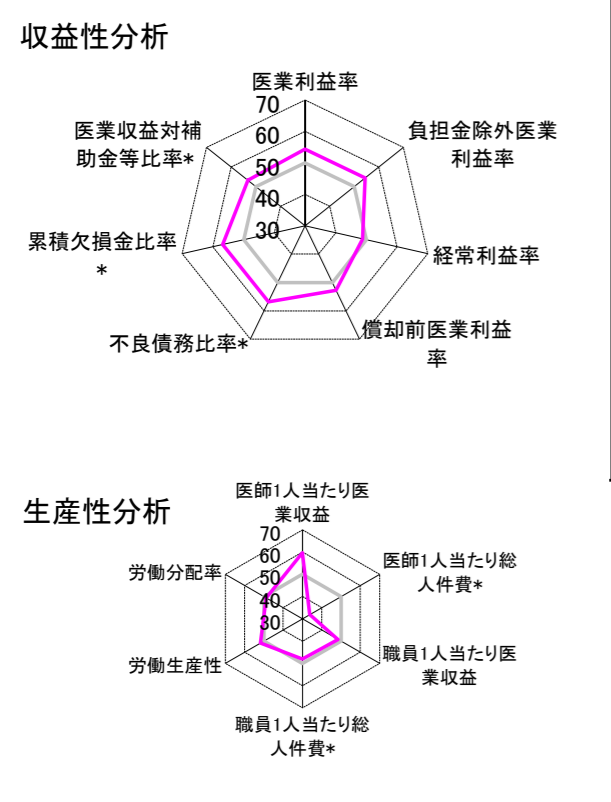 収益性分析
医業利益率
70
60
50
40
30
負担金除外医業
利益率
経常利益率
償却前医業利益
率
不良債務比率*
累積欠損金比率
*
医業収益対補
助金等比率*
生産性分析
医師1人当たり医
業収益
70
60
50
40
30
医師1人当たり総
人件費*
職員1人当たり医
業収益
職員1人当たり総
人件費*
労働生産性
労働分配率